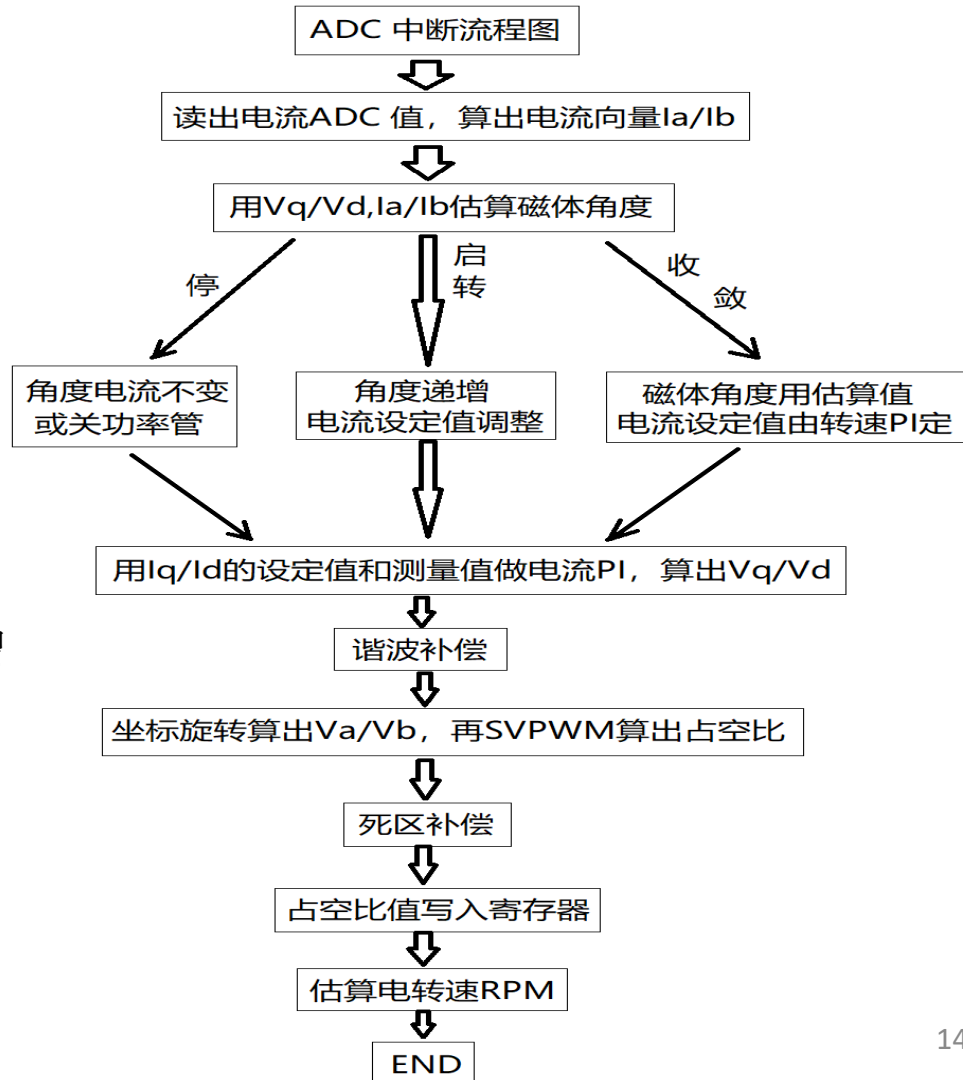 ADC 中断流程图
读出电流ADC 值，算出电流向量Ia/Ib
用Vq/Vd,Ia/Ib估算磁体角度
停
启
转
收
敛
角度电流不变
或关功率管
角度递增
电流设定值调整
磁体角度用估算值
电流设定值由转速PI定
用Iq/Id的设定值和测量值做电流PI，算出Vq/Vd
谐波补偿
坐标旋转算出Va/Vb，再SVPWM算出占空比
死区补偿
占空比值写入寄存器
估算电转速RPM
END
14